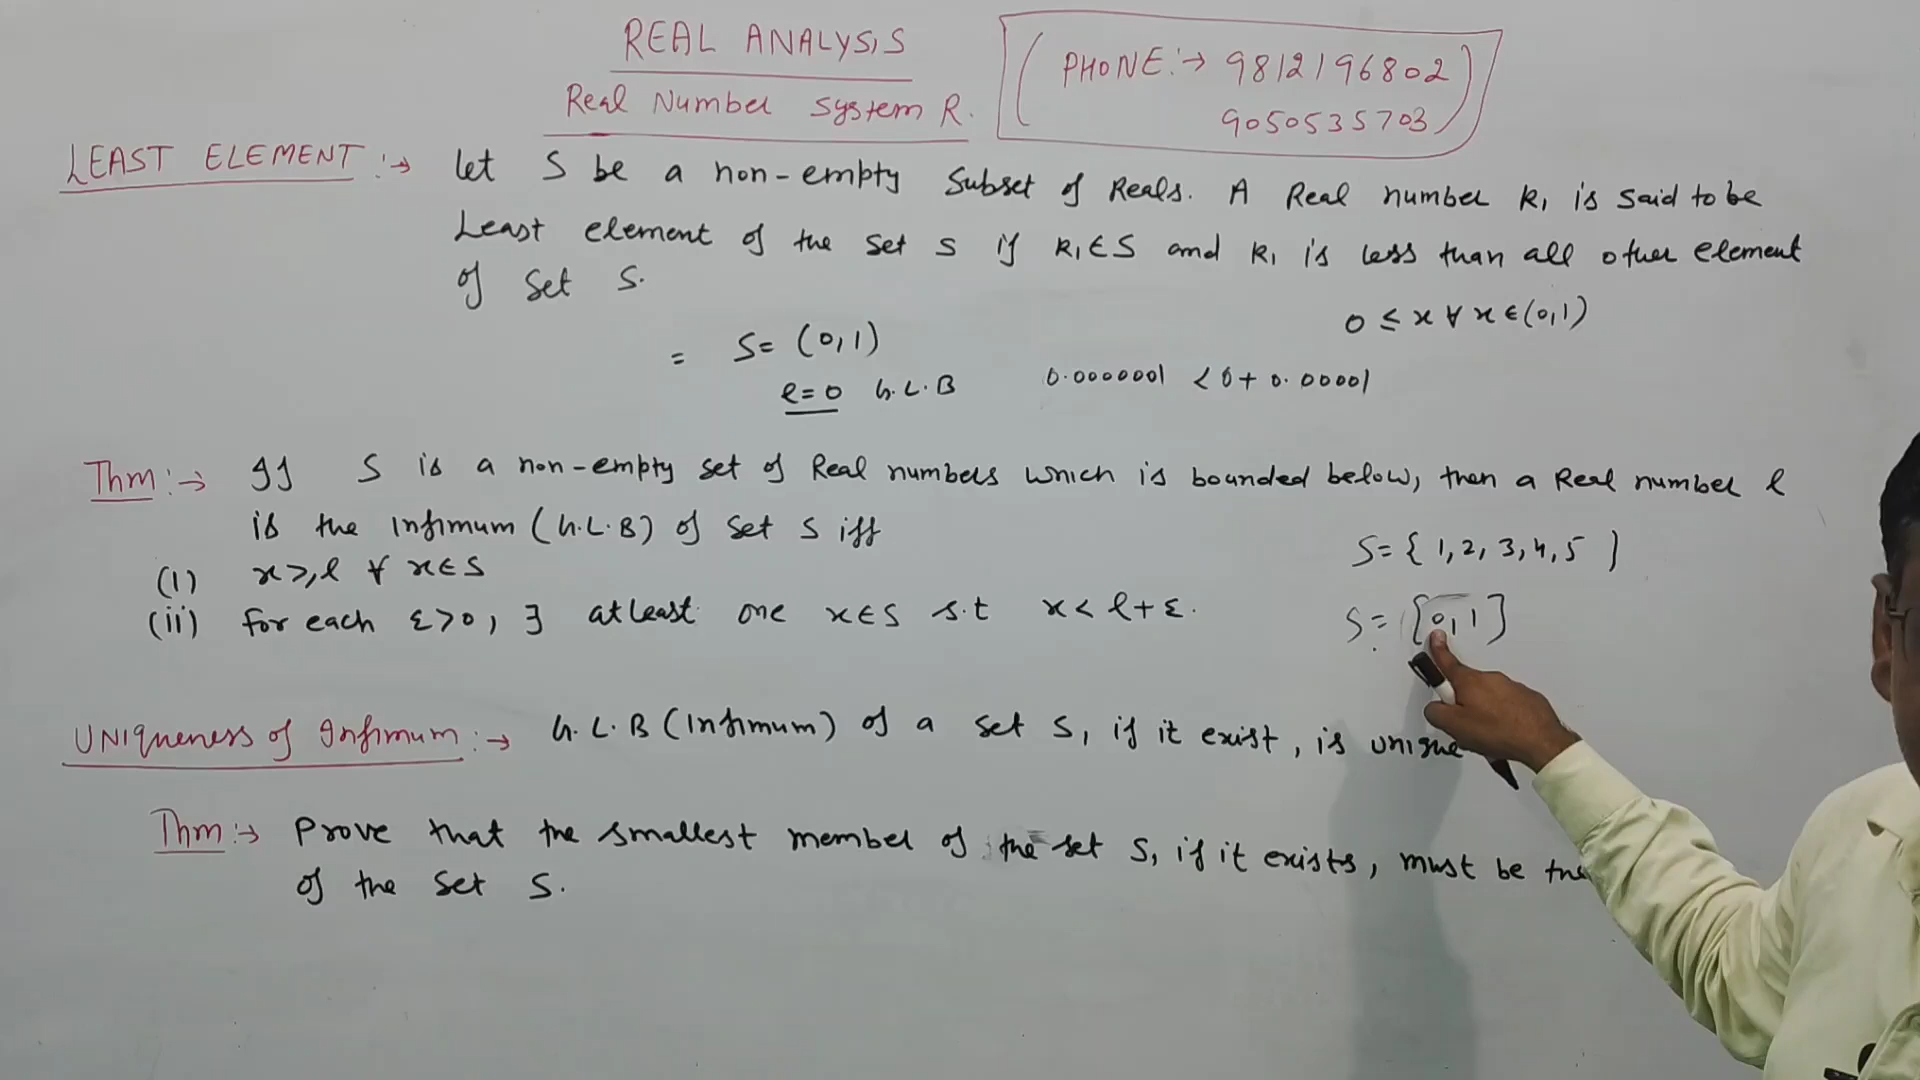 REAL ANALYSIS
Real Number System R.
(PHONE:→ 9812196802
9050535703)
LEAST ELEMENT:→ Let S be a non-empty Subset of Reals. A Real number k₁ is said to be
Least element of the set S if k₁∈S and k₁ is less than all other element
of Set S.
0 ≤ x ∀ x ∈ (0,1)
= S= (0,1)
l=0 G.L.B 0.0000001 < 0 + 0.00001
Thm:→ If S is a non-empty set of Real numbers which is bounded below, then a Real number l
is the infimum (G.L.B) of Set S iff
(i) x≥l ∀ x∈S
(ii) for each ε>0, ∃ atleast one x∈S s.t x< l+ε.
S={ 1,2,3,4,5 }
S= [0,1]
UNIqueness of Infimum:→ G.L.B (Infimum) of a set S, if it exist, is unique
Thm:→ Prove that the smallest member of the set S, if it exists, must be the
of the Set S.